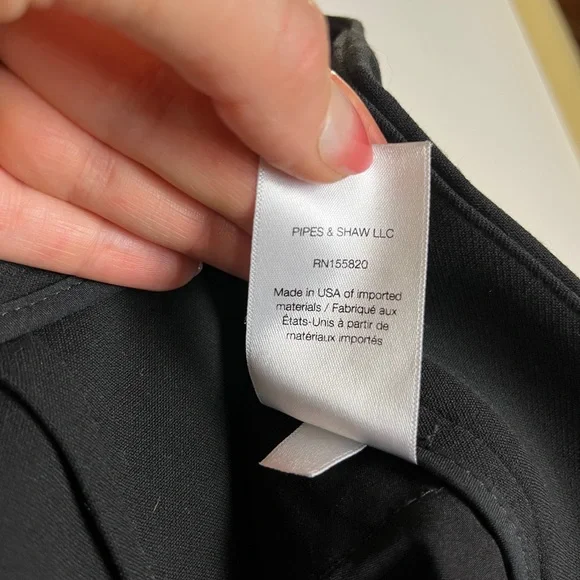 PIPES & SHAW LLC
RN155820
Made in USA of imported
materials / Fabriqué aux
États-Unis à partir de
matériaux importés